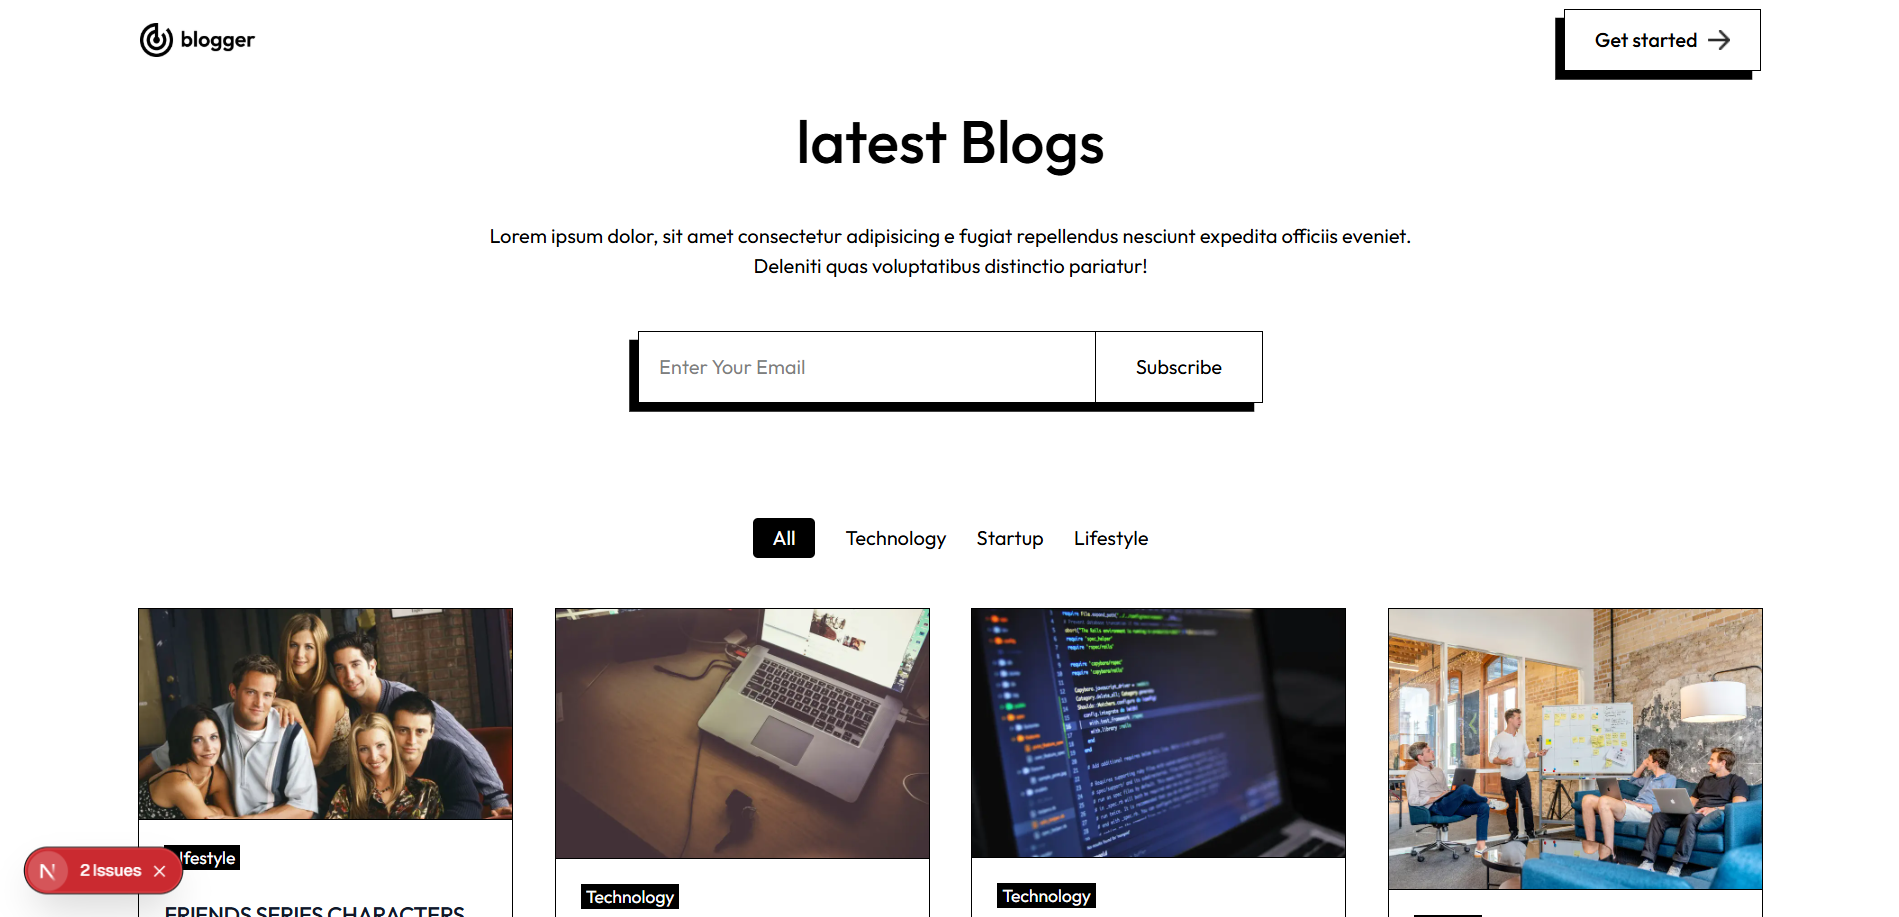 blogger
Get started
latest Blogs
Lorem ipsum dolor, sit amet consectetur adipisicing e fugiat repellendus nesciunt expedita officiis eveniet.
Deleniti quas voluptatibus distinctio pariatur!
Enter Your Email
Subscribe
All
Technology
Startup
Lifestyle
lfestyle
Technology
Technology
N 2 Issues
FRIENDS SERIES CHARACTERS